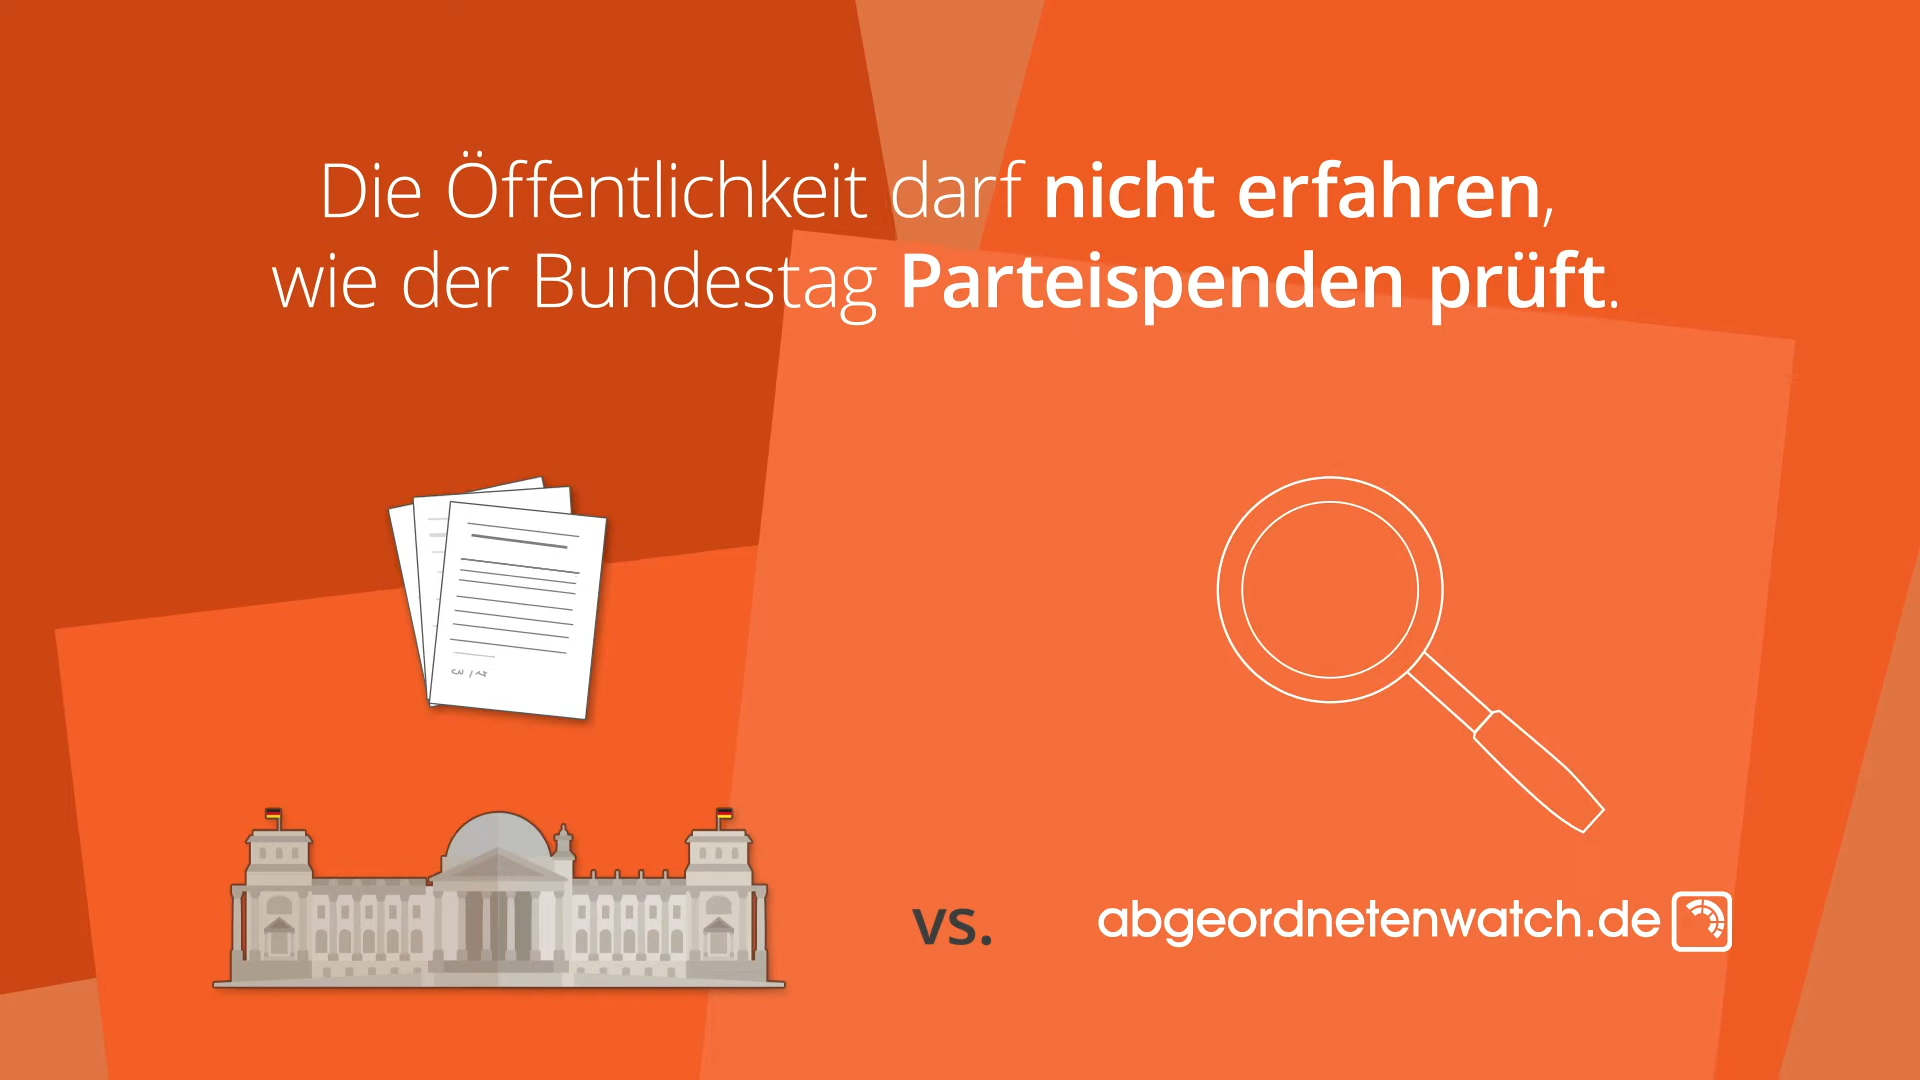 Die Öffentlichkeit darf nicht erfahren,
wie der Bundestag Parteispenden prüft.
vs.
abgeordnetenwatch.de